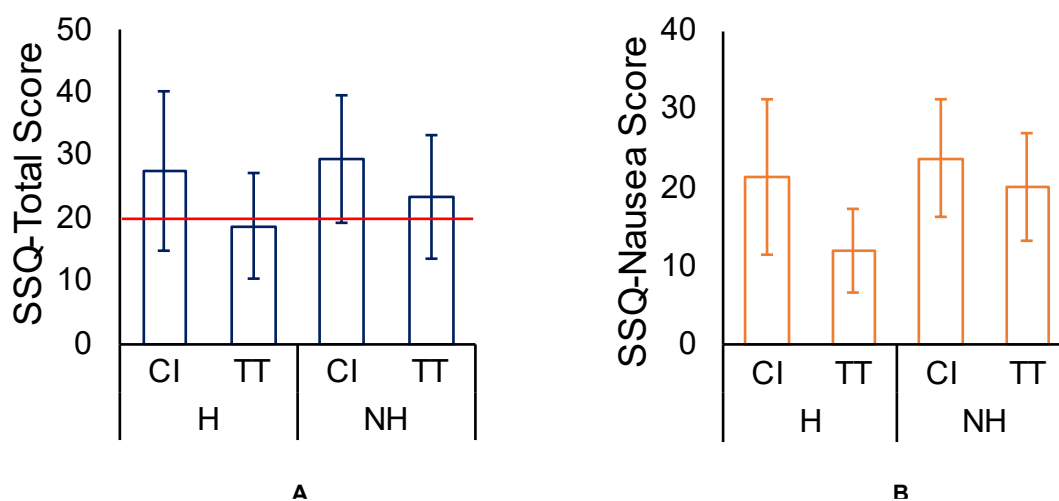 SSQ-Total Score
50
40
30
20
10
0
CI TT CI TT
H NH
A
SSQ-Nausea Score
40
30
20
10
0
CI TT CI TT
H NH
B